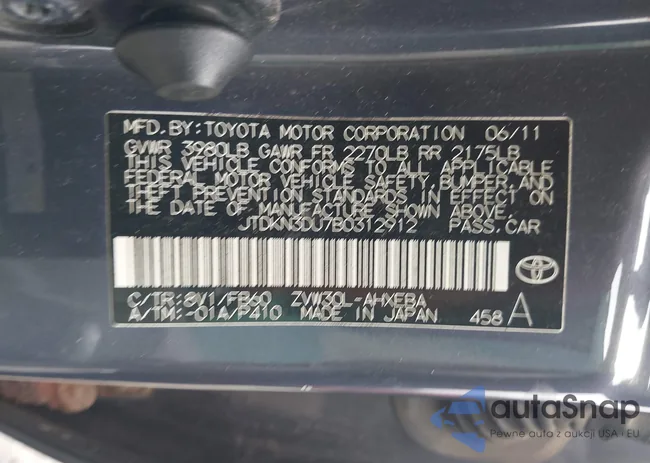 MFD. BY: TOYOTA MOTOR CORPORATION 06/11
GVWR 3980LB GAWR FR 2270LB RR 2175LB
THIS VEHICLE CONFORMS TO ALL APPLICABLE
FEDERAL MOTOR VEHICLE SAFETY, BUMPER, AND
THEFT PREVENTION STANDARDS IN EFFECT ON
THE DATE OF MANUFACTURE SHOWN ABOVE.
JTDKN3DU7B0312912 PASS. CAR
C/TR: 8V1/FB60 ZVW30L-AHXEBA
A/TM: -01A/P410 MADE IN JAPAN 458 A
autaSnap
Pewne auta z aukcji USA i EU